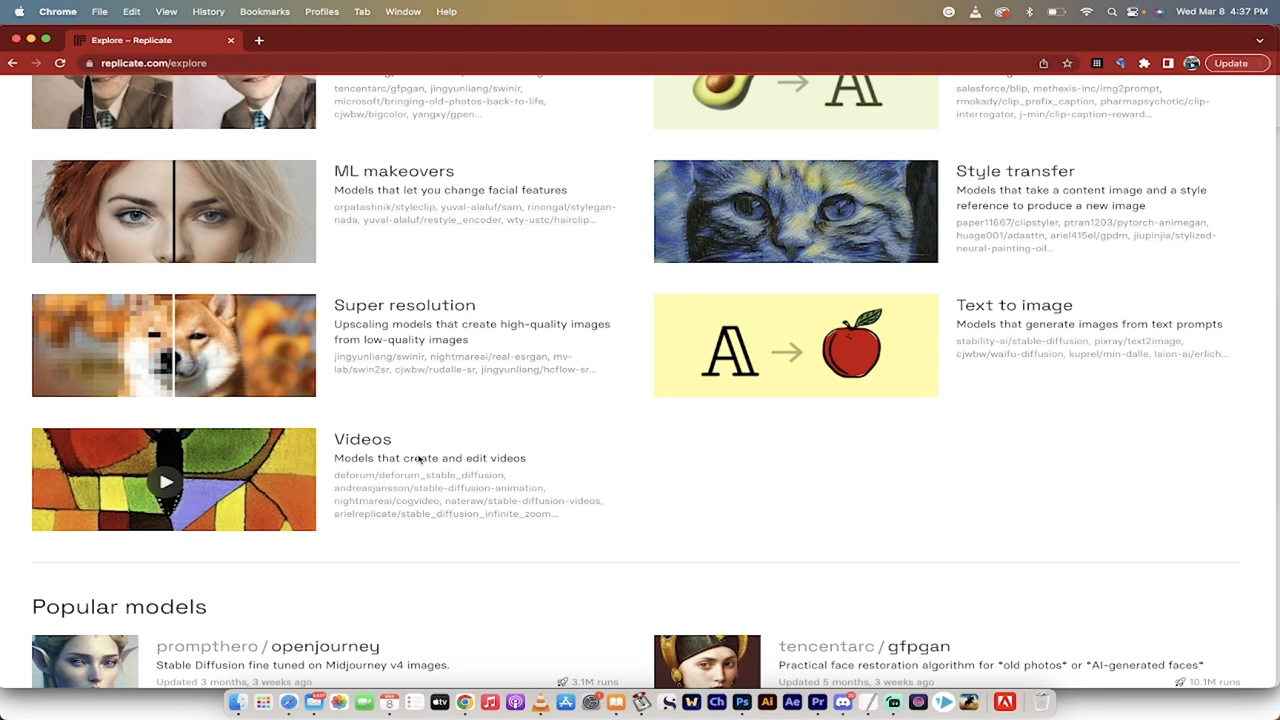 Chrome File Edit View History Bookmarks Profiles Tab Window Help Wed Mar 8 4:37 PM
Explore – Replicate
replicate.com/explore Update
tencentarc/gfpgan, jingyunliang/swinir,
microsoft/bringing-old-photos-back-to-life,
cjwbw/bigcolor, yangxy/gpen...
salesforce/blip, methexis-inc/img2prompt,
rmokady/clip_prefix_caption, pharmapsychotic/clip-
interrogator, j-min/clip-caption-reward...
ML makeovers
Models that let you change facial features
orpatashnik/styleclip, yuval-alaluf/sam, rinongal/stylegan-
nada, yuval-alaluf/restyle_encoder, wty-ustc/hairclip...
Style transfer
Models that take a content image and a style
reference to produce a new image
paper11667/clipstyler, ptran1203/pytorch-animegan,
huage001/adaattn, ariel415el/gpdm, jiupinjia/stylized-
neural-painting-oil...
Super resolution
Upscaling models that create high-quality images
from low-quality images
jingyunliang/swinir, nightmareai/real-esrgan, mv-
lab/swin2sr, cjwbw/rudalle-sr, jingyunliang/hcflow-sr...
Text to image
Models that generate images from text prompts
stability-ai/stable-diffusion, pixray/text2image,
cjwbw/waifu-diffusion, kuprel/min-dalle, laion-ai/erlich...
Videos
Models that create and edit videos
deforum/deforum_stable_diffusion,
andreasjansson/stable-diffusion-animation,
nightmareai/cogvideo, nateraw/stable-diffusion-videos,
arielreplicate/stable_diffusion_infinite_zoom...
Popular models
prompthero / openjourney
Stable Diffusion fine tuned on Midjourney v4 images.
Updated 3 months, 3 weeks ago 3.1M runs
tencentarc / gfpgan
Practical face restoration algorithm for *old photos* or *AI-generated faces*
Updated 5 months, 3 weeks ago 10.1M runs